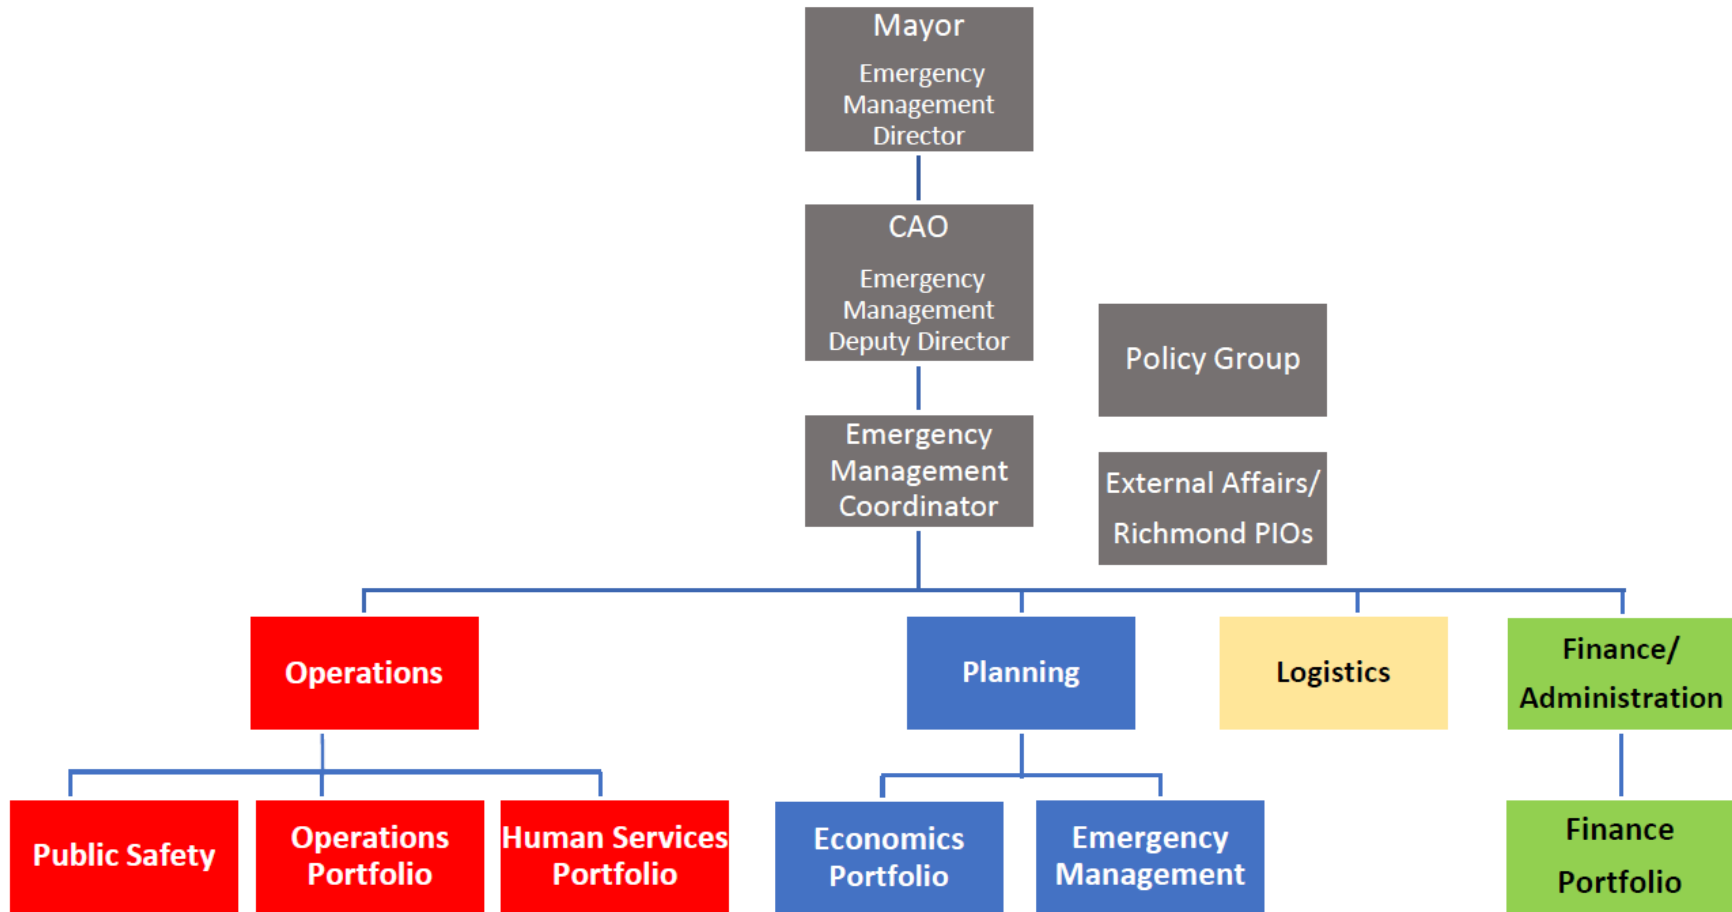 Mayor
Emergency
Management
Director
CAO
Emergency
Management
Deputy Director
Policy Group
Emergency
Management
Coordinator
External Affairs/
Richmond PIOs
Operations
Planning
Logistics
Finance/
Administration
Public Safety
Operations
Portfolio
Human Services
Portfolio
Economics
Portfolio
Emergency
Management
Finance
Portfolio